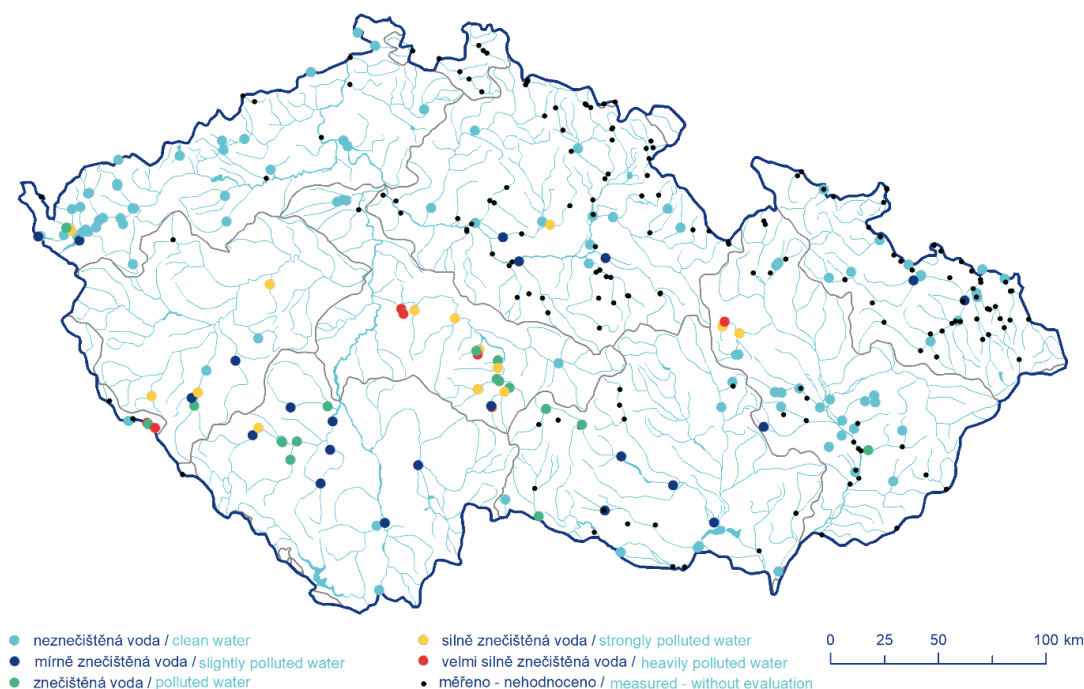 neznečištěná voda / clean water
mírně znečištěná voda / slightly polluted water
znečištěná voda / polluted water
silně znečištěná voda / strongly polluted water
velmi silně znečištěná voda / heavily polluted water
měřeno - nehodnoceno / measured - without evaluation
0 25 50 100 km